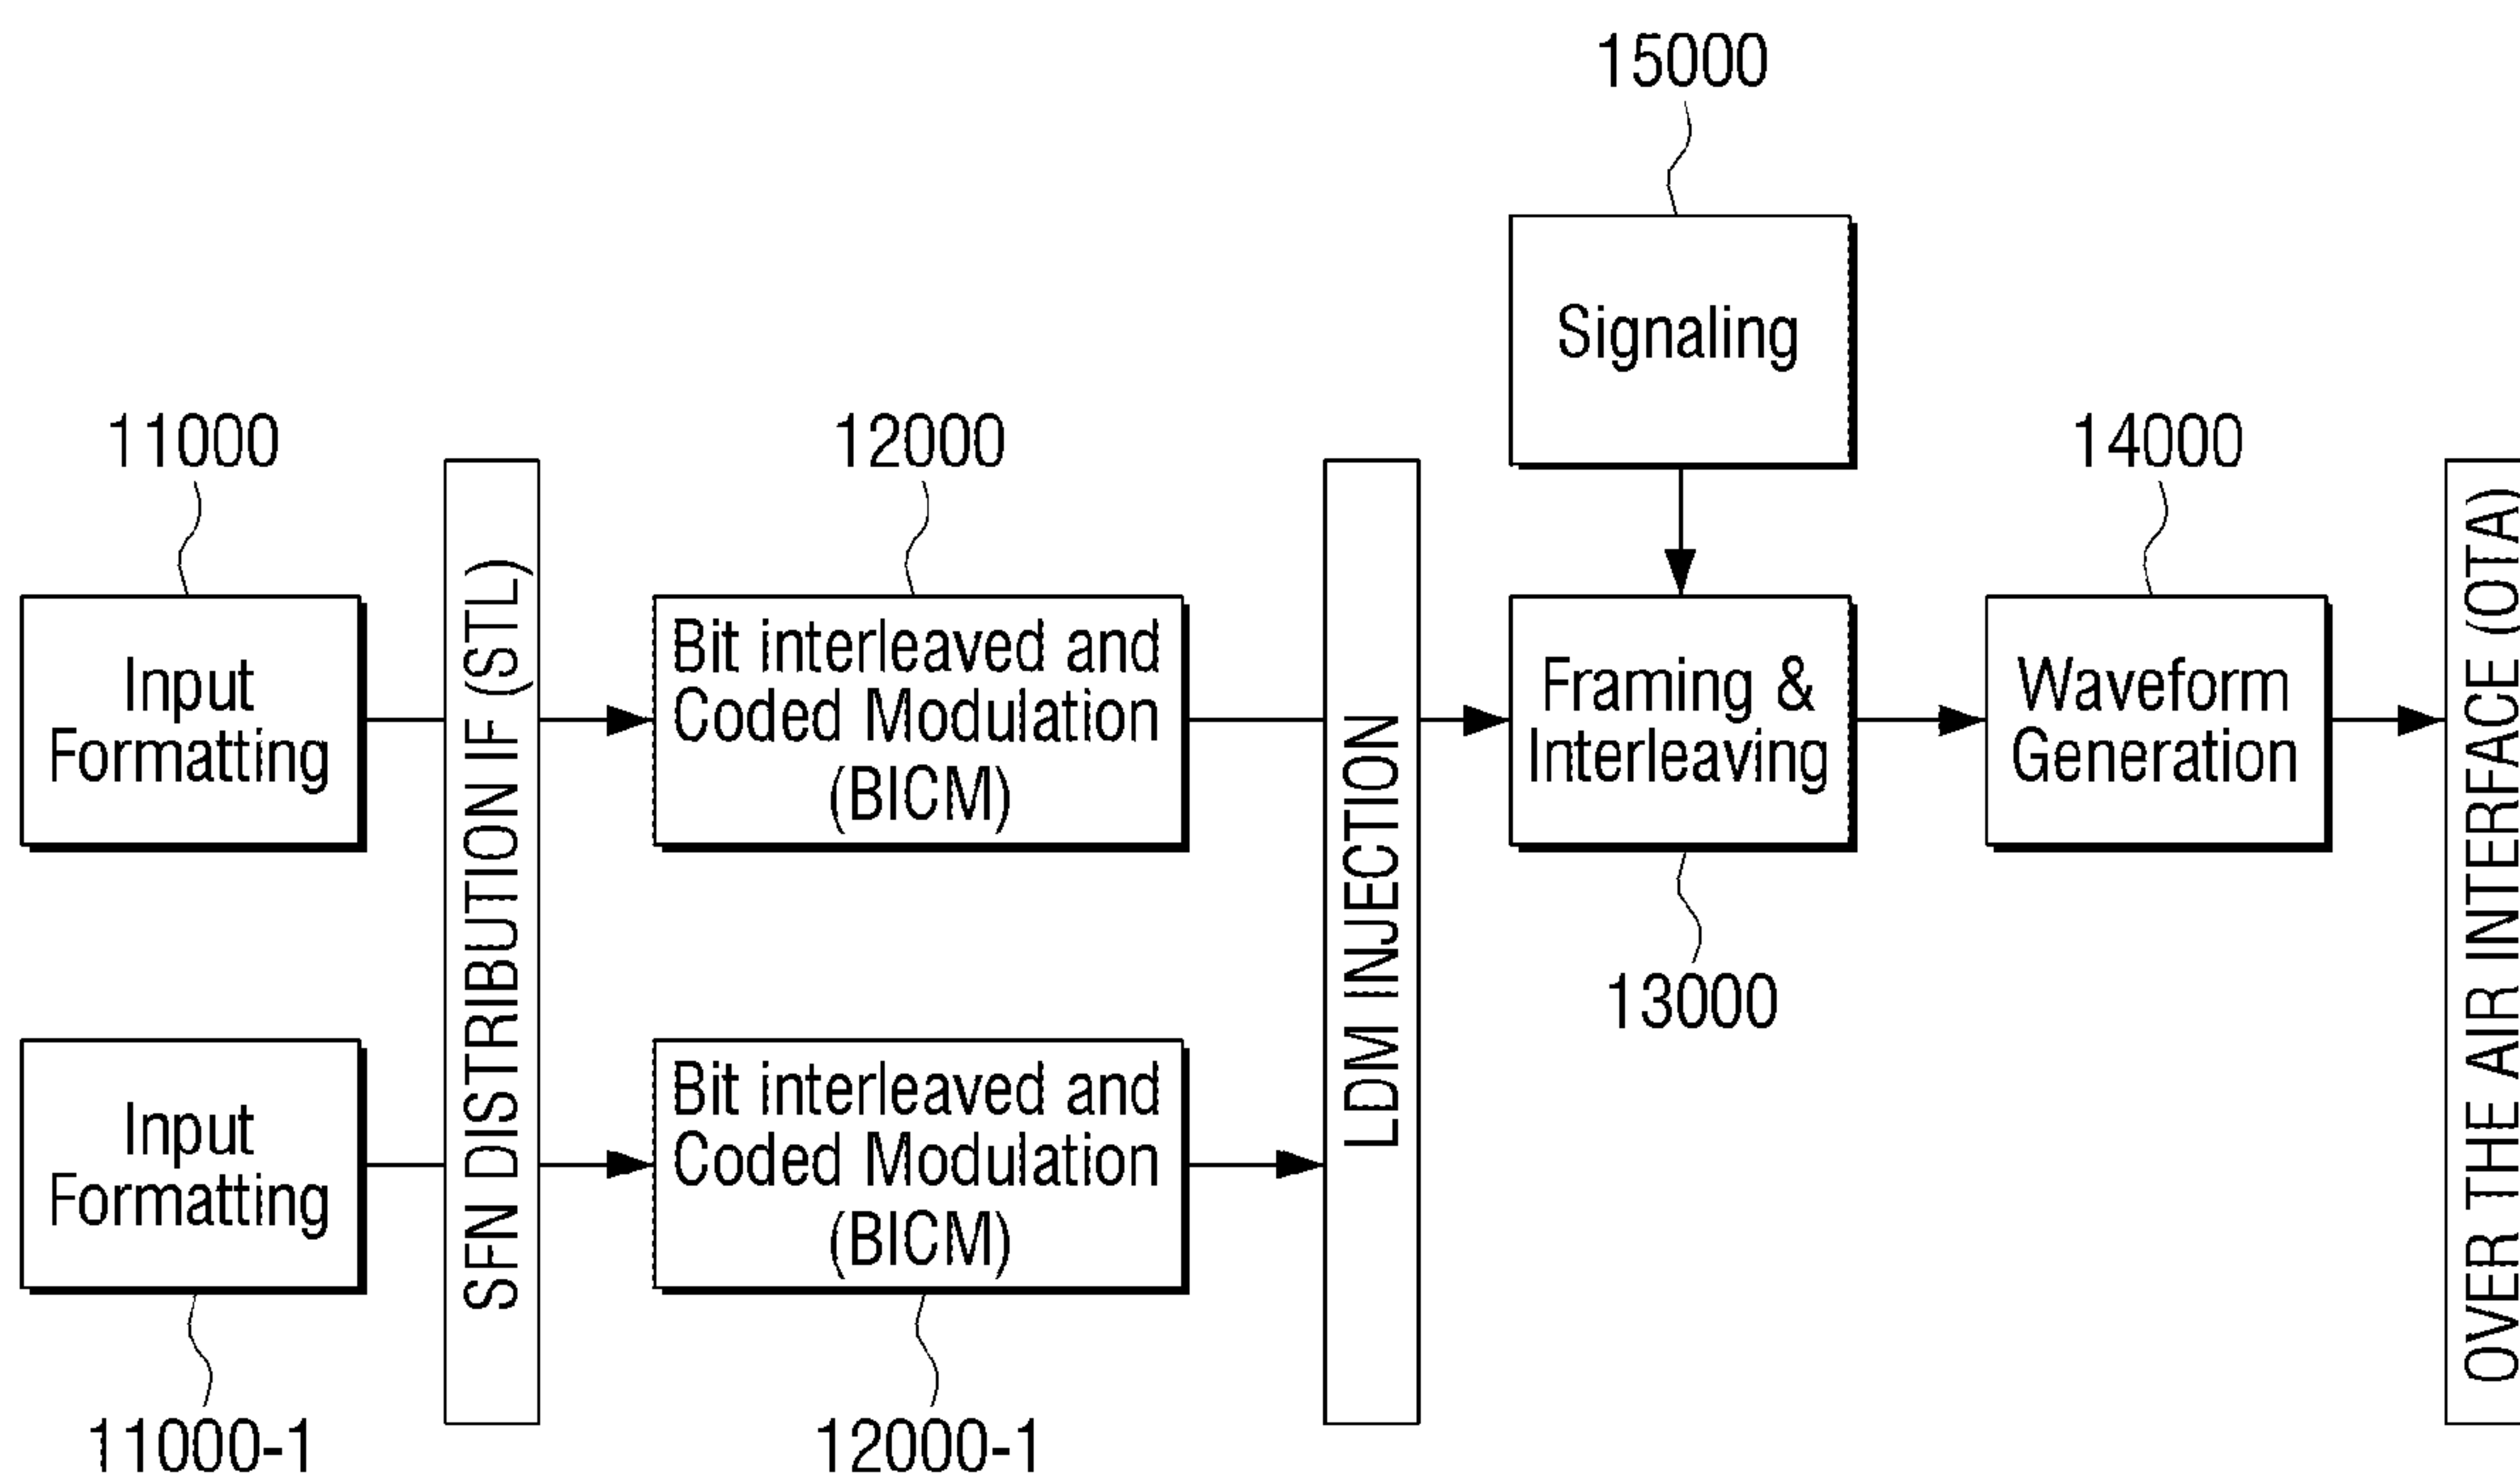 15000
Signaling
11000
12000
14000
Input
Formatting
SFN DISTRIBUTION IF (STL)
Bit interleaved and
Coded Modulation
(BICM)
LDM INJECTION
Framing &
Interleaving
Waveform
Generation
OVER THE AIR INTERFACE (OTA)
13000
Input
Formatting
Bit interleaved and
Coded Modulation
(BICM)
11000-1
12000-1